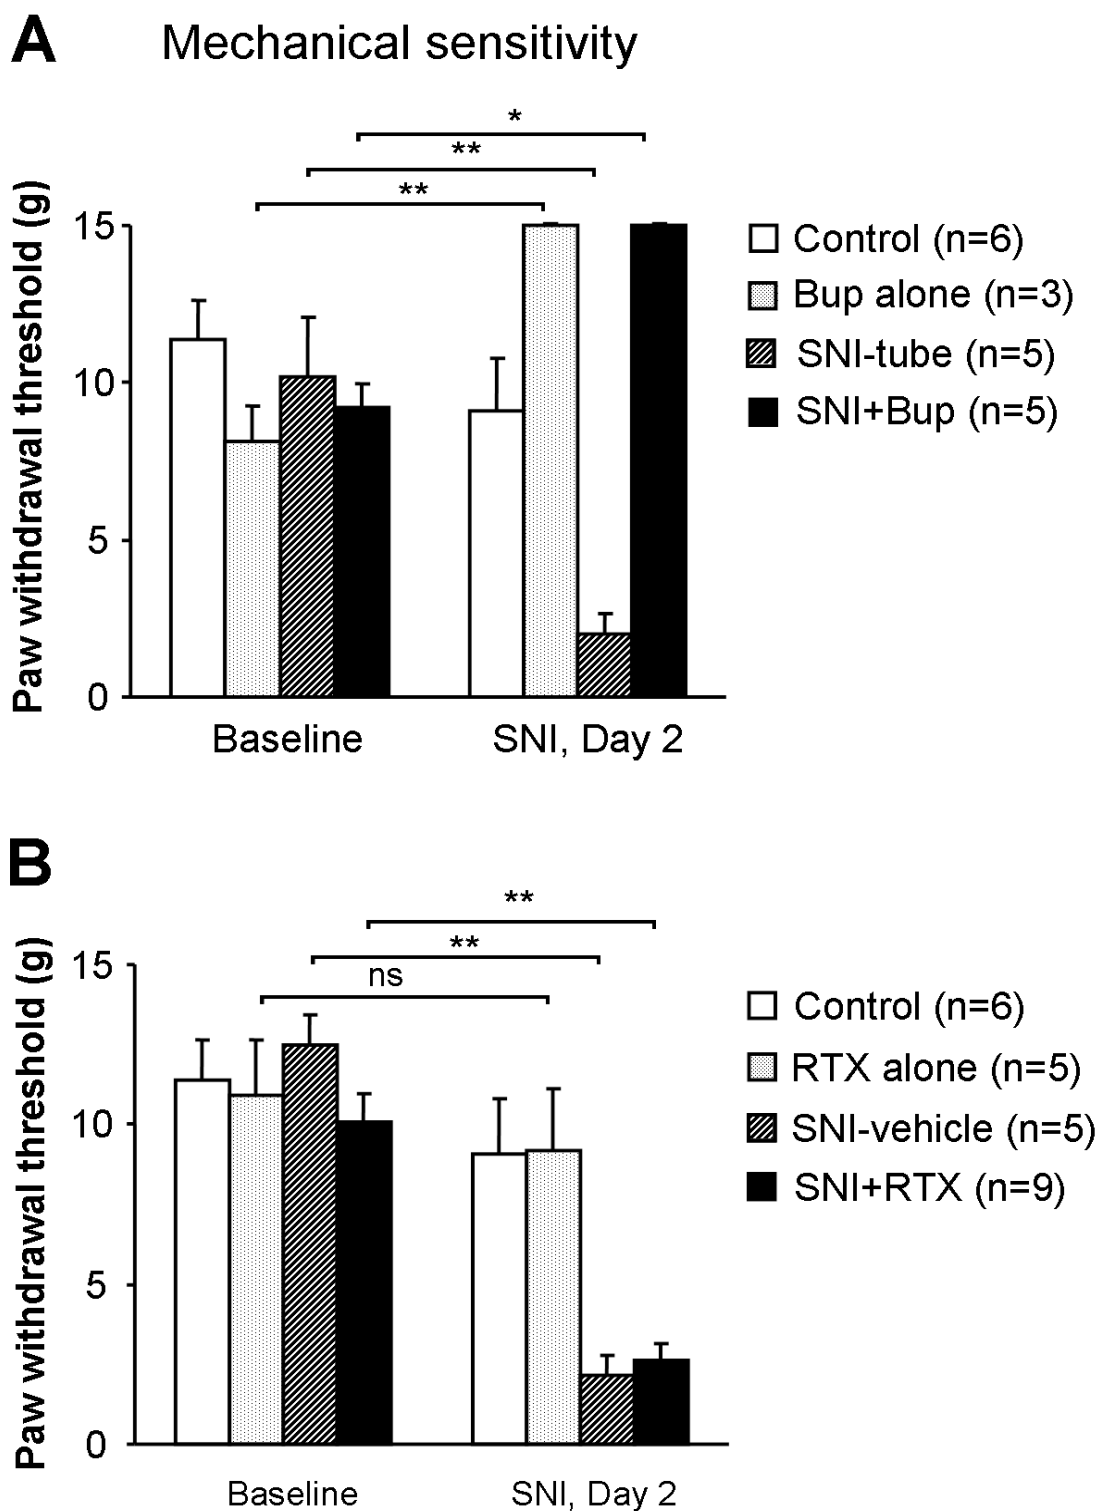 A
Mechanical sensitivity
*
**
**
Paw withdrawal threshold (g)
15
10
5
0
Baseline
SNI, Day 2
Control (n=6)
Bup alone (n=3)
SNI-tube (n=5)
SNI+Bup (n=5)
B
**
**
ns
Paw withdrawal threshold (g)
15
10
5
0
Baseline
SNI, Day 2
Control (n=6)
RTX alone (n=5)
SNI-vehicle (n=5)
SNI+RTX (n=9)